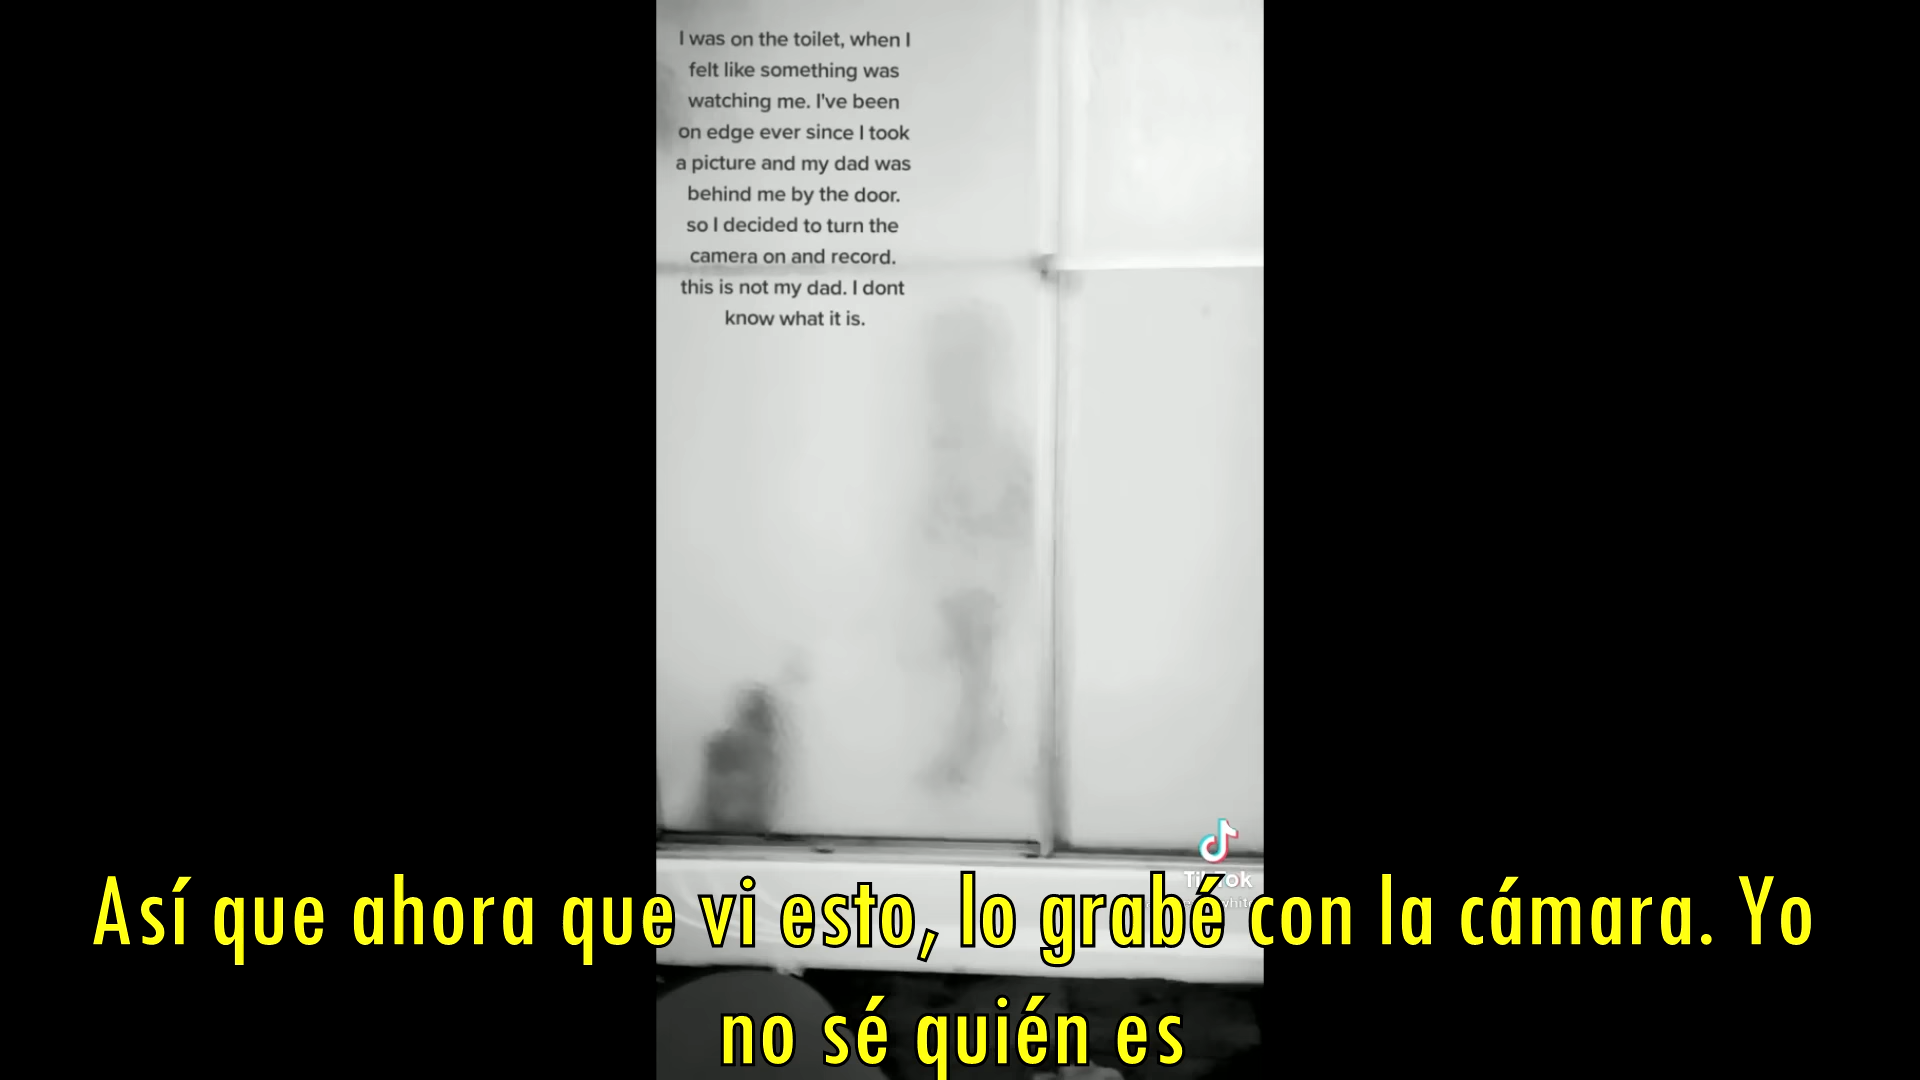 I was on the toilet, when I
felt like something was
watching me. I've been
on edge ever since I took
a picture and my dad was
behind me by the door.
so I decided to turn the
camera on and record.
this is not my dad. I dont
know what it is.
TikTok
Así que ahora que vi esto, lo grabé con la cámara. Yo
no sé quién es